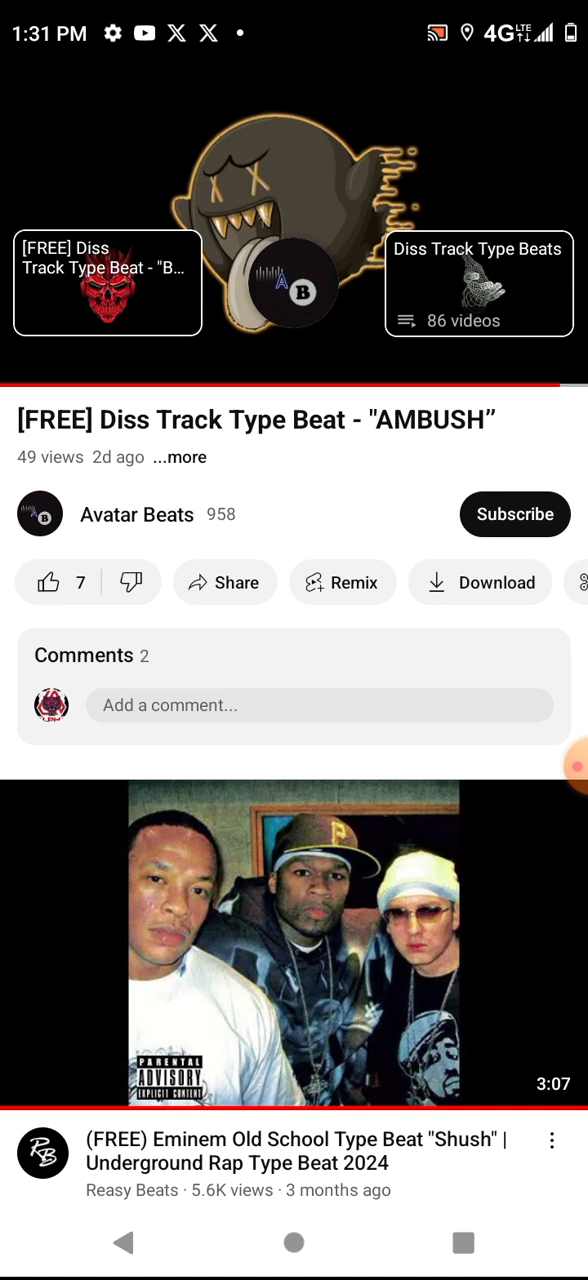 1:31 PM
4G LTE
[FREE] Diss
Track Type Beat - "B...
A B
Diss Track Type Beats
86 videos
[FREE] Diss Track Type Beat - "AMBUSH”
49 views 2d ago ...more
A B
Avatar Beats 958
Subscribe
7
Share
Remix
Download
Comments 2
Add a comment...
P
PARENTAL
ADVISORY
EXPLICIT CONTENT
3:07
RB
(FREE) Eminem Old School Type Beat "Shush" |
Underground Rap Type Beat 2024
Reasy Beats · 5.6K views · 3 months ago